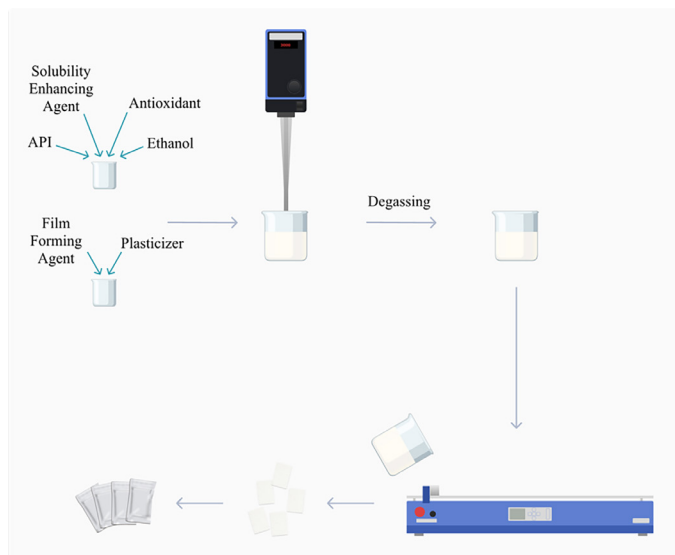 Solubility
Enhancing
Agent
Antioxidant
API
Ethanol
Film
Forming
Agent
Plasticizer
Degassing